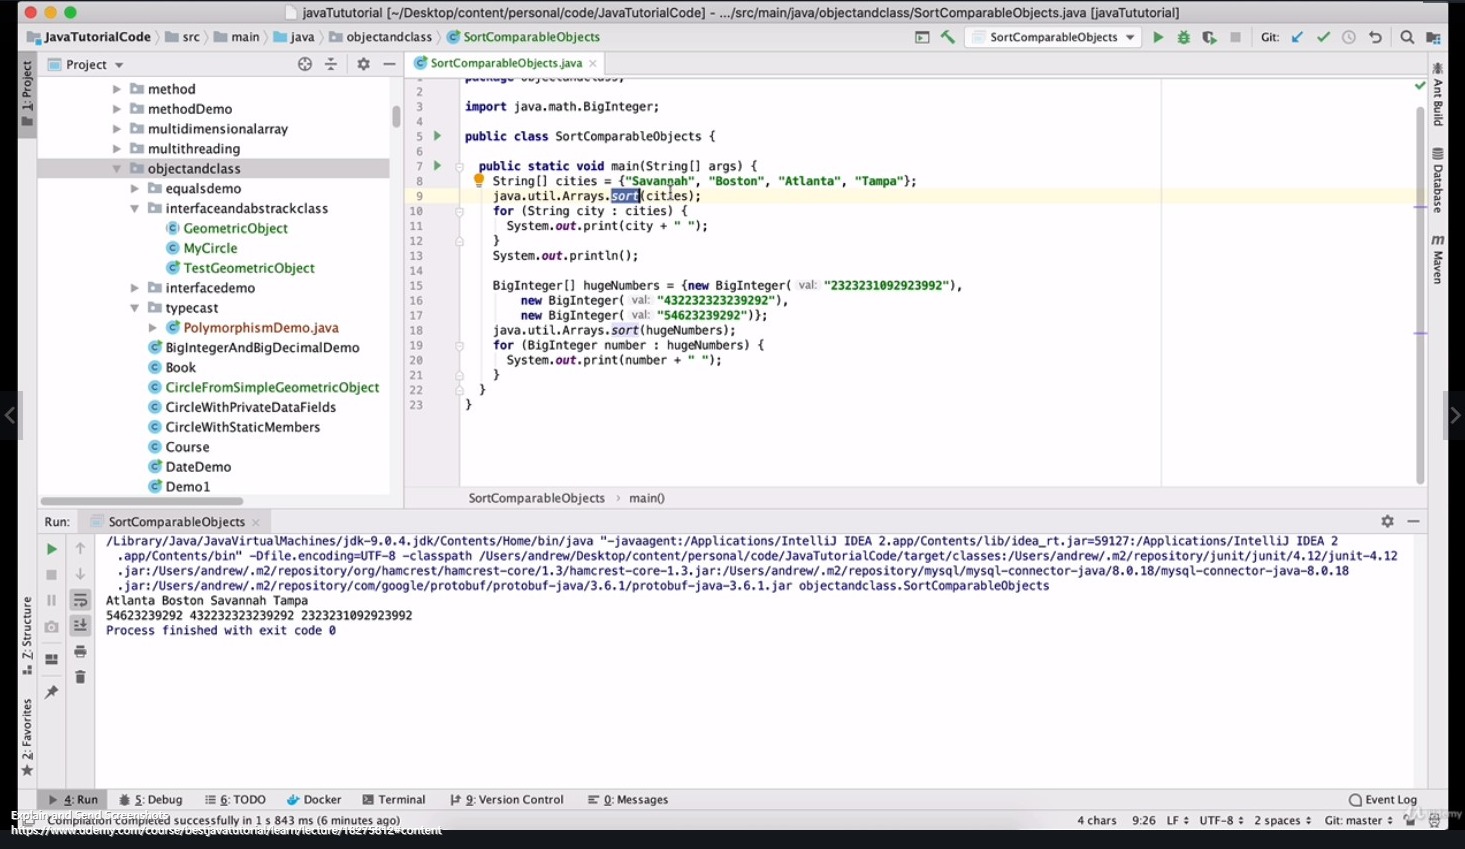 javaTututorial [~/Desktop/content/personal/code/JavaTutorialCode] - .../src/main/java/objectandclass/SortComparableObjects.java [javaTututorial]
JavaTutorialCode src main java objectandclass SortComparableObjects
SortComparableObjects Git:
1: Project
Project
method
methodDemo
multidimensionalarray
multithreading
objectandclass
equalsdemo
interfaceandabstrackclass
GeometricObject
MyCircle
TestGeometricObject
interfacedemo
typecast
PolymorphismDemo.java
BigIntegerAndBigDecimalDemo
Book
CircleFromSimpleGeometricObject
CircleWithPrivateDataFields
CircleWithStaticMembers
Course
DateDemo
Demo1
SortComparableObjects.java
2
3 import java.math.BigInteger;
4
5 public class SortComparableObjects {
6
7 public static void main(String[] args) {
8 String[] cities = {"Savannah", "Boston", "Atlanta", "Tampa"};
9 java.util.Arrays.sort(cities);
10 for (String city : cities) {
11 System.out.print(city + " ");
12 }
13 System.out.println();
14
15 BigInteger[] hugeNumbers = {new BigInteger( val: "2323231092923992"),
16 new BigInteger( val: "432232323239292"),
17 new BigInteger( val: "54623239292")};
18 java.util.Arrays.sort(hugeNumbers);
19 for (BigInteger number : hugeNumbers) {
20 System.out.print(number + " ");
21 }
22 }
23 }
SortComparableObjects › main()
Ant Build
Database
m Maven
Run: SortComparableObjects
/Library/Java/JavaVirtualMachines/jdk-9.0.4.jdk/Contents/Home/bin/java "-javaagent:/Applications/IntelliJ IDEA 2.app/Contents/lib/idea_rt.jar=59127:/Applications/IntelliJ IDEA 2
.app/Contents/bin" -Dfile.encoding=UTF-8 -classpath /Users/andrew/Desktop/content/personal/code/JavaTutorialCode/target/classes:/Users/andrew/.m2/repository/junit/junit/4.12/junit-4.12
.jar:/Users/andrew/.m2/repository/org/hamcrest/hamcrest-core/1.3/hamcrest-core-1.3.jar:/Users/andrew/.m2/repository/mysql/mysql-connector-java/8.0.18/mysql-connector-java-8.0.18
.jar:/Users/andrew/.m2/repository/com/google/protobuf/protobuf-java/3.6.1/protobuf-java-3.6.1.jar objectandclass.SortComparableObjects
Atlanta Boston Savannah Tampa
54623239292 432232323239292 2323231092923992
Process finished with exit code 0
7: Structure
2: Favorites
4: Run 5: Debug 6: TODO Docker Terminal 9: Version Control 0: Messages Event Log
Explain and Send Screenshots
Compilation completed successfully in 1 s 843 ms (6 minutes ago) 4 chars 9:26 LF UTF-8 2 spaces Git: master